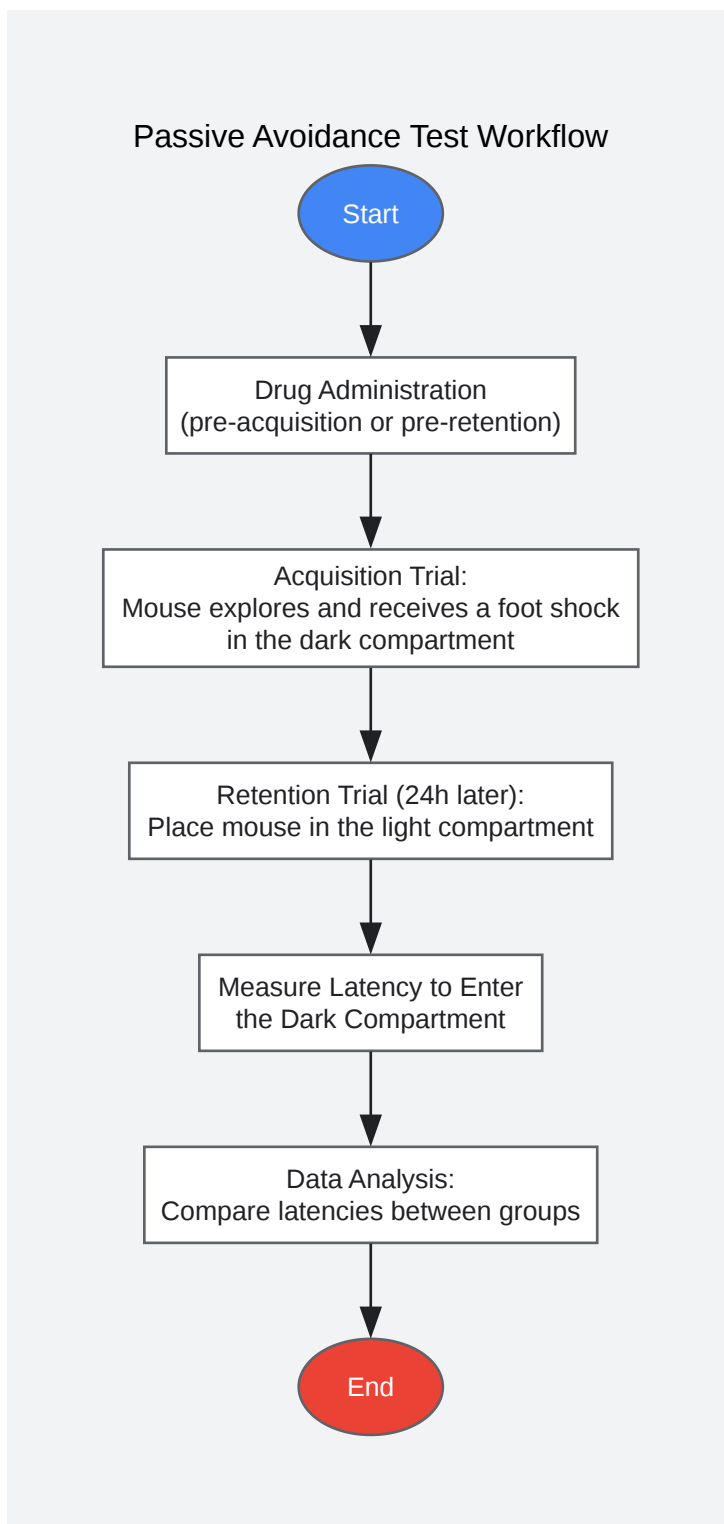 Passive Avoidance Test Workflow
Start
Drug Administration
(pre-acquisition or pre-retention)
Acquisition Trial:
Mouse explores and receives a foot shock
in the dark compartment
Retention Trial (24h later):
Place mouse in the light compartment
Measure Latency to Enter
the Dark Compartment
Data Analysis:
Compare latencies between groups
End